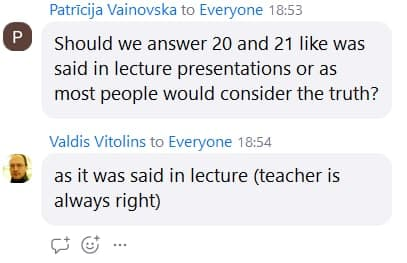 Patrīcija Vainovska to Everyone 18:53
P
Should we answer 20 and 21 like was
said in lecture presentations or as
most people would consider the truth?
Valdis Vitolins to Everyone 18:54
as it was said in lecture (teacher is
always right)